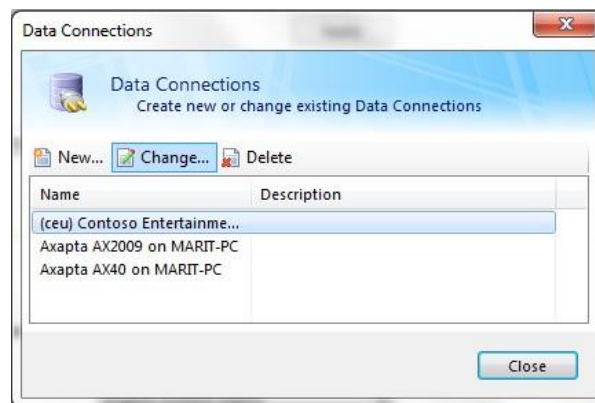 Data Connections
Data Connections
Create new or change existing Data Connections
New... Change... Delete
Name Description
(ceu) Contoso Entertainme...
Axapta AX2009 on MARIT-PC
Axapta AX40 on MARIT-PC
Close